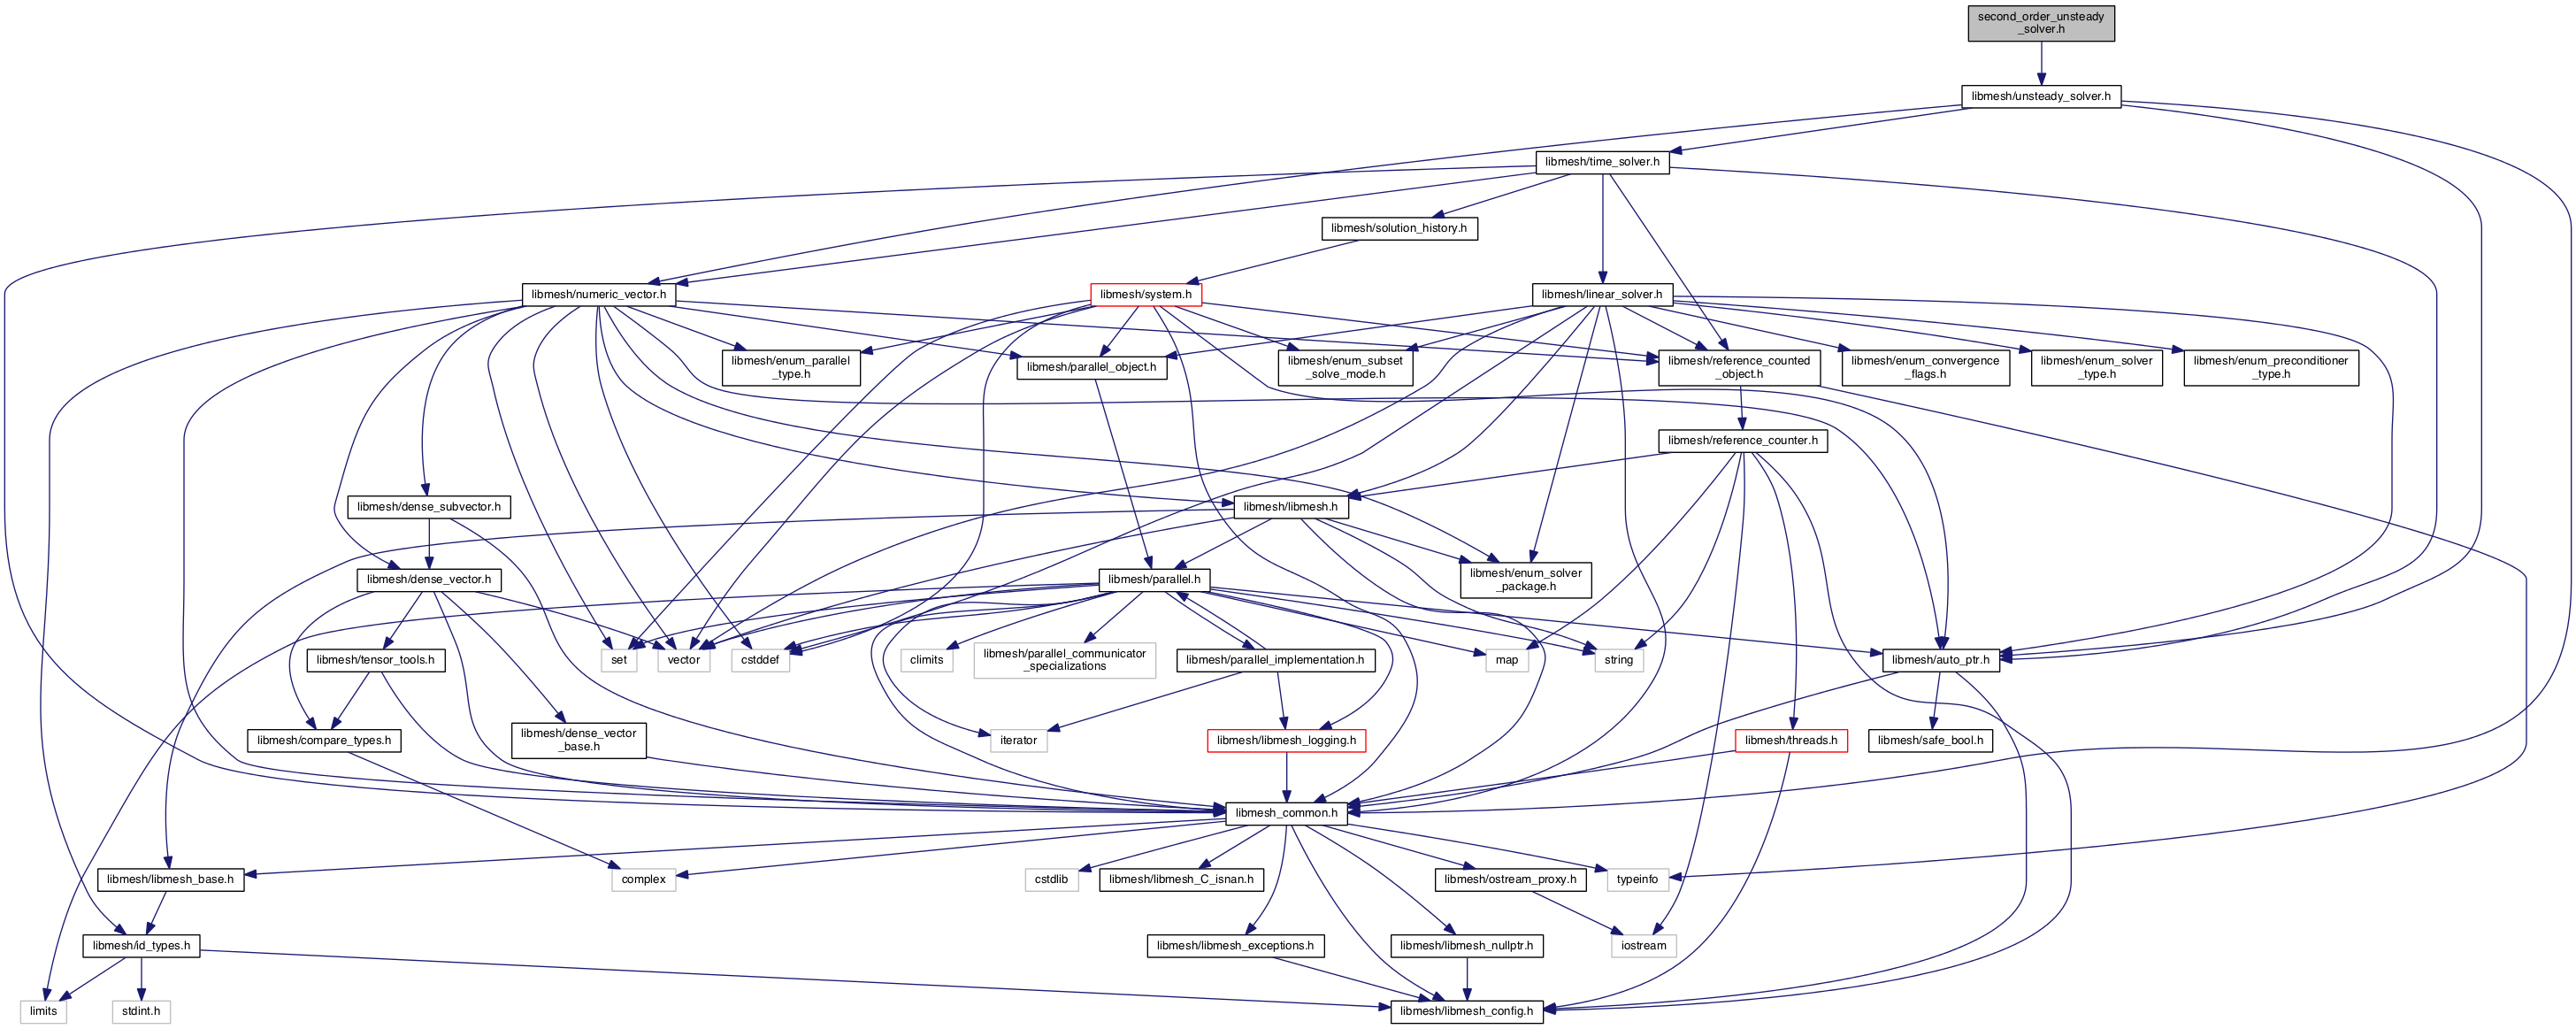 second_order_unsteady
_solver.h
libmesh/unsteady_solver.h
libmesh/time_solver.h
libmesh/solution_history.h
libmesh/numeric_vector.h
libmesh/system.h
libmesh/linear_solver.h
libmesh/enum_parallel
_type.h
libmesh/parallel_object.h
libmesh/enum_subset
_solve_mode.h
libmesh/reference_counted
_object.h
libmesh/enum_convergence
_flags.h
libmesh/enum_solver
_type.h
libmesh/enum_preconditioner
_type.h
libmesh/reference_counter.h
libmesh/dense_subvector.h
libmesh/libmesh.h
libmesh/dense_vector.h
libmesh/parallel.h
libmesh/enum_solver
_package.h
libmesh/tensor_tools.h
set
vector
cstddef
climits
libmesh/parallel_communicator
_specializations
libmesh/parallel_implementation.h
map
string
libmesh/auto_ptr.h
libmesh/compare_types.h
libmesh/dense_vector
_base.h
iterator
libmesh/libmesh_logging.h
libmesh/threads.h
libmesh/safe_bool.h
libmesh_common.h
libmesh/libmesh_base.h
complex
cstdlib
libmesh/libmesh_C_isnan.h
libmesh/ostream_proxy.h
typeinfo
libmesh/id_types.h
libmesh/libmesh_exceptions.h
libmesh/libmesh_nullptr.h
iostream
limits
stdint.h
libmesh/libmesh_config.h